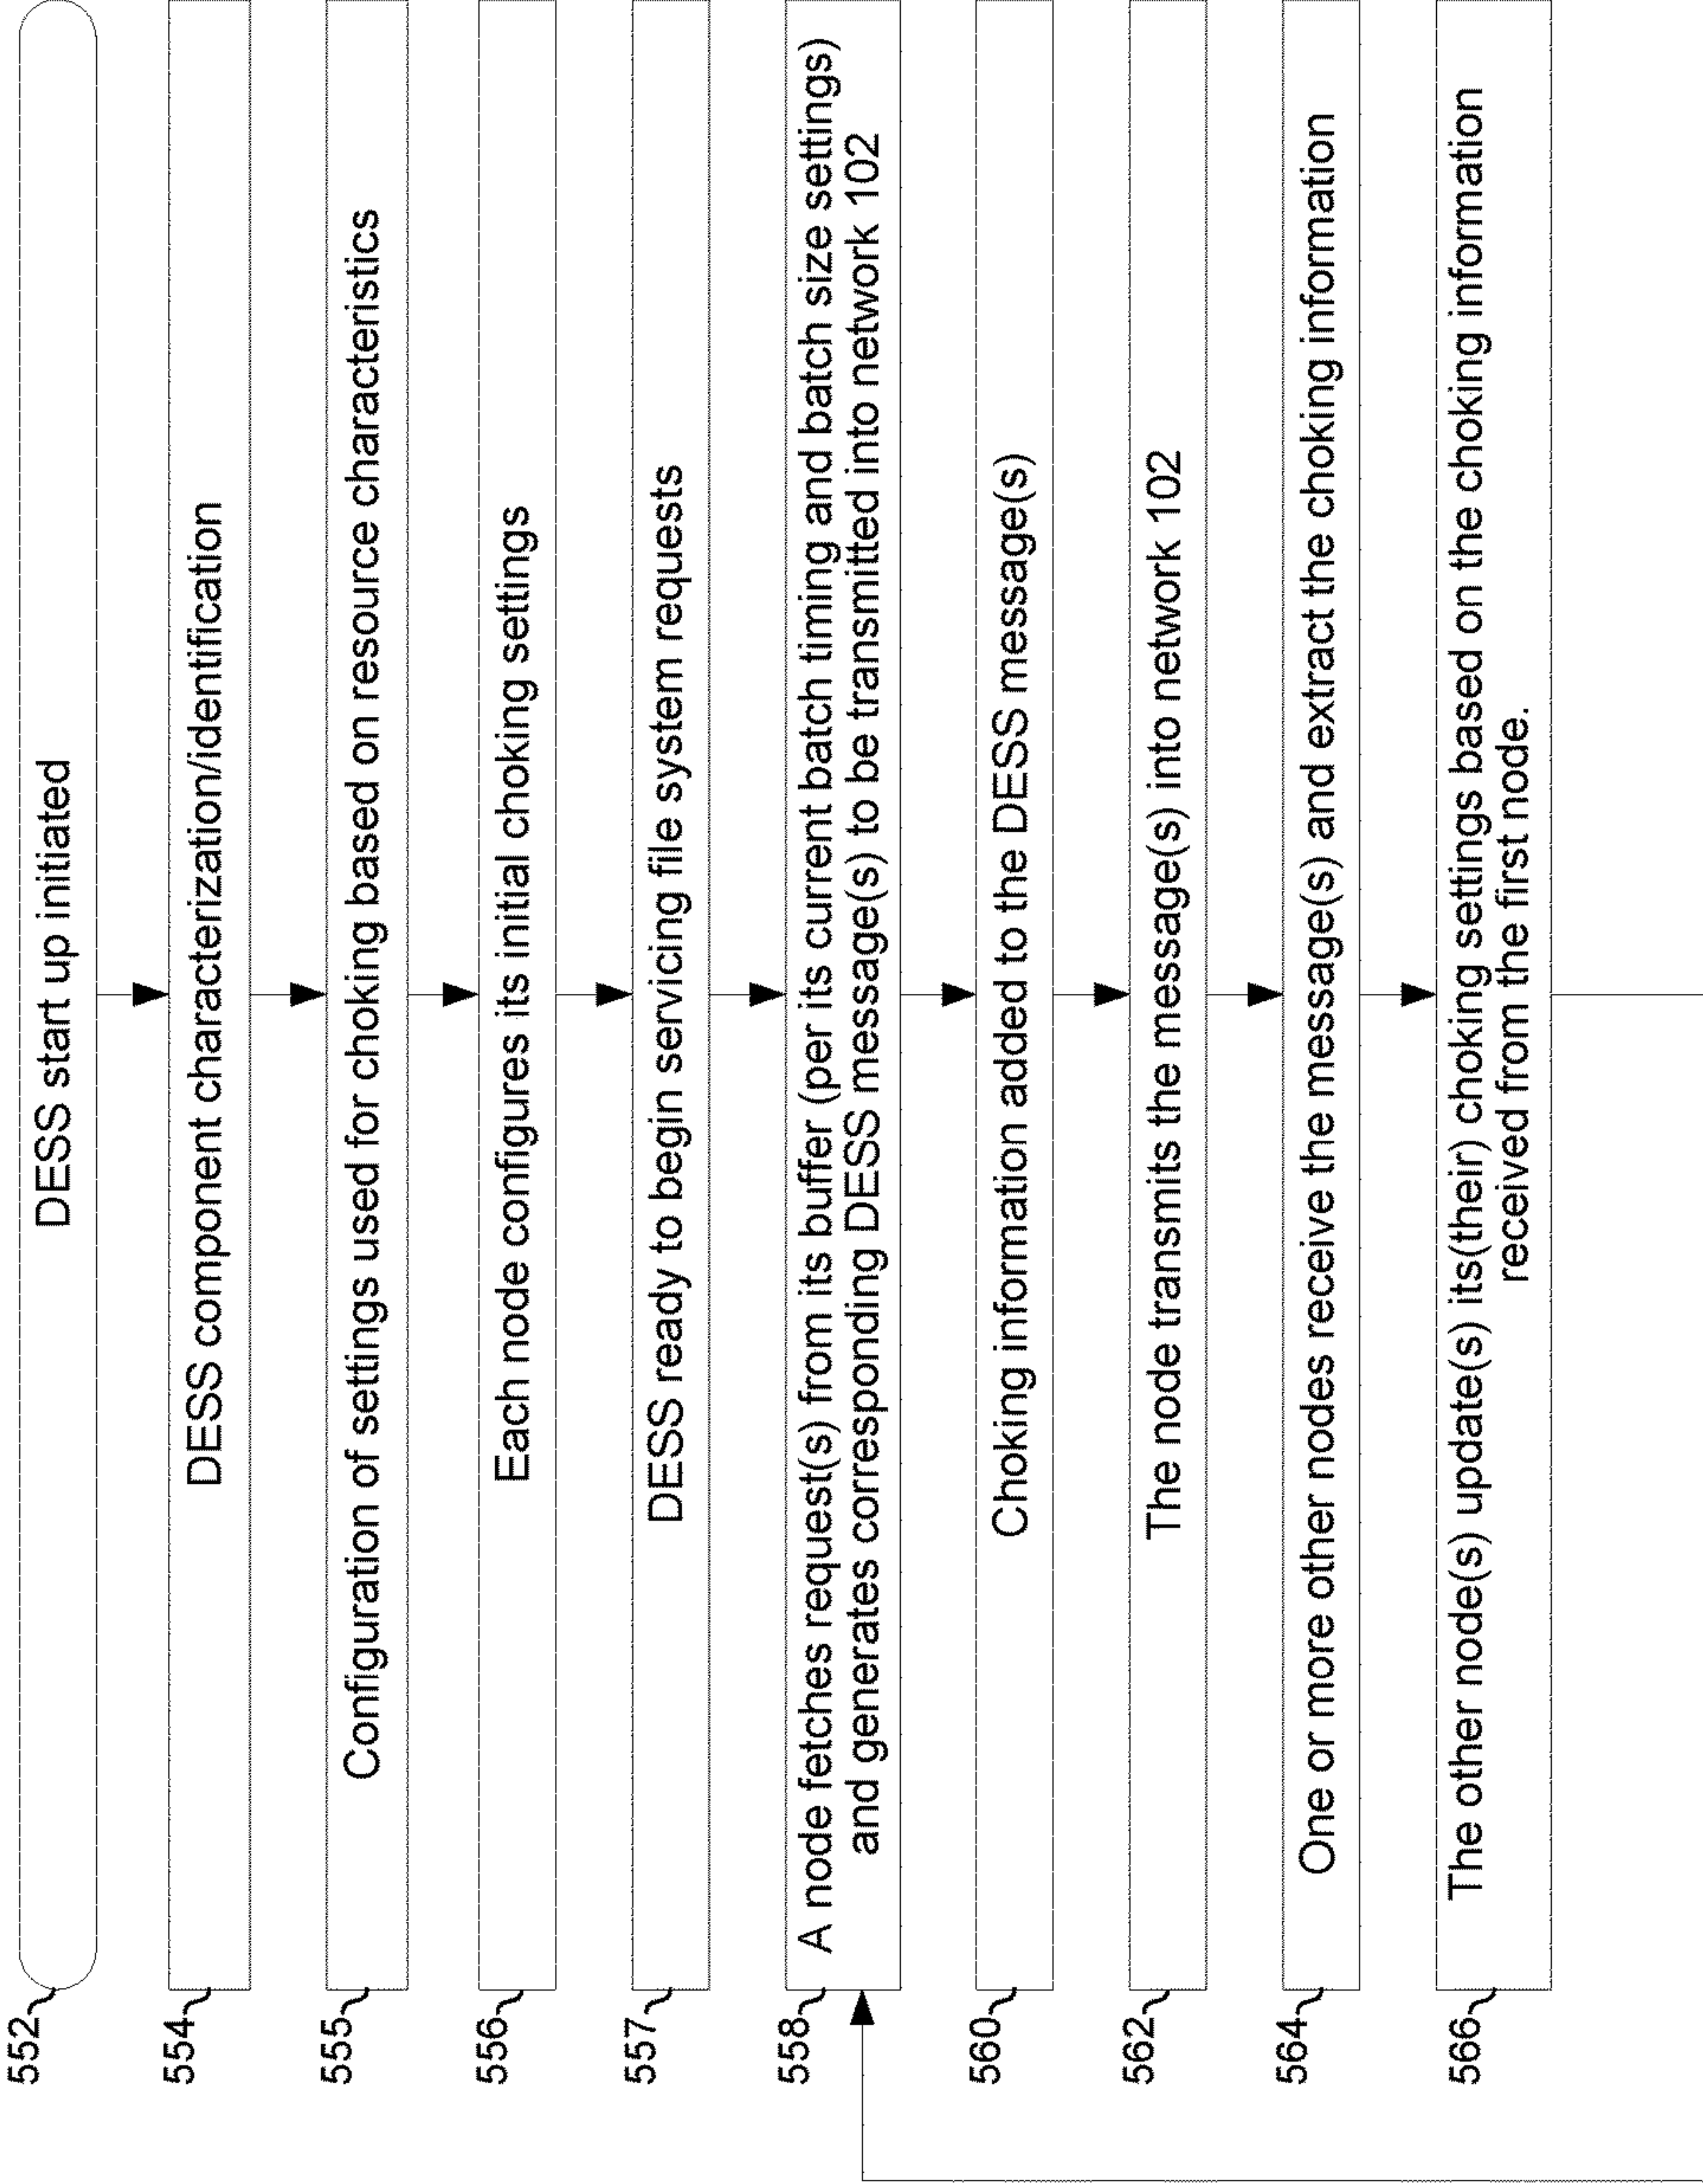 552
DESS start up initiated
554
DESS component characterization/identification
555
Configuration of settings used for choking based on resource characteristics
556
Each node configures its initial choking settings
557
DESS ready to begin servicing file system requests
558
A node fetches request(s) from its buffer (per its current batch timing and batch size settings)
and generates corresponding DESS message(s) to be transmitted into network 102
560
Choking information added to the DESS message(s)
562
The node transmits the message(s) into network 102
564
One or more other nodes receive the message(s) and extract the choking information
566
The other node(s) update(s) its(their) choking settings based on the choking information
received from the first node.